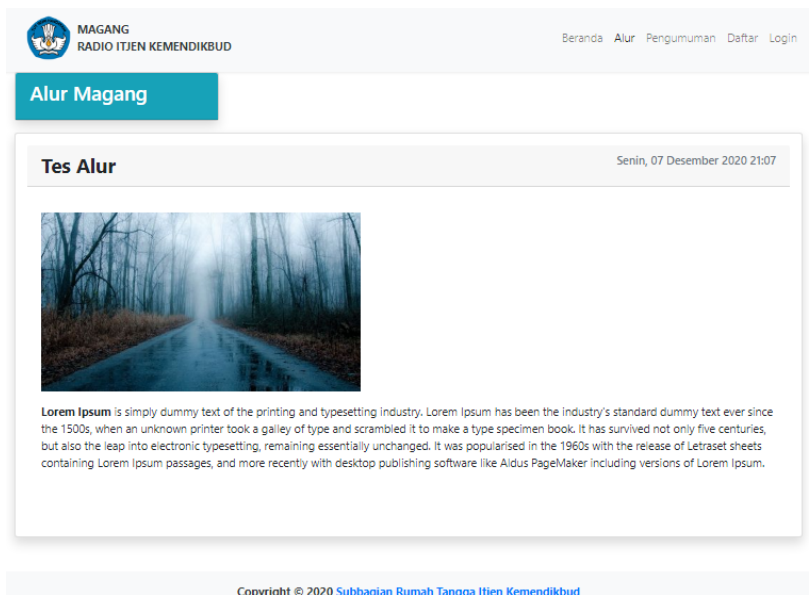 MAGANG
RADIO ITJEN KEMENDIKBUD
Beranda Alur Pengumuman Daftar Login
Alur Magang
Tes Alur
Senin, 07 Desember 2020 21:07
Lorem Ipsum is simply dummy text of the printing and typesetting industry. Lorem Ipsum has been the industry's standard dummy text ever since
the 1500s, when an unknown printer took a galley of type and scrambled it to make a type specimen book. It has survived not only five centuries,
but also the leap into electronic typesetting, remaining essentially unchanged. It was popularised in the 1960s with the release of Letraset sheets
containing Lorem Ipsum passages, and more recently with desktop publishing software like Aldus PageMaker including versions of Lorem Ipsum.
Copyright © 2020 Subbagian Rumah Tangga Itjen Kemendikbud